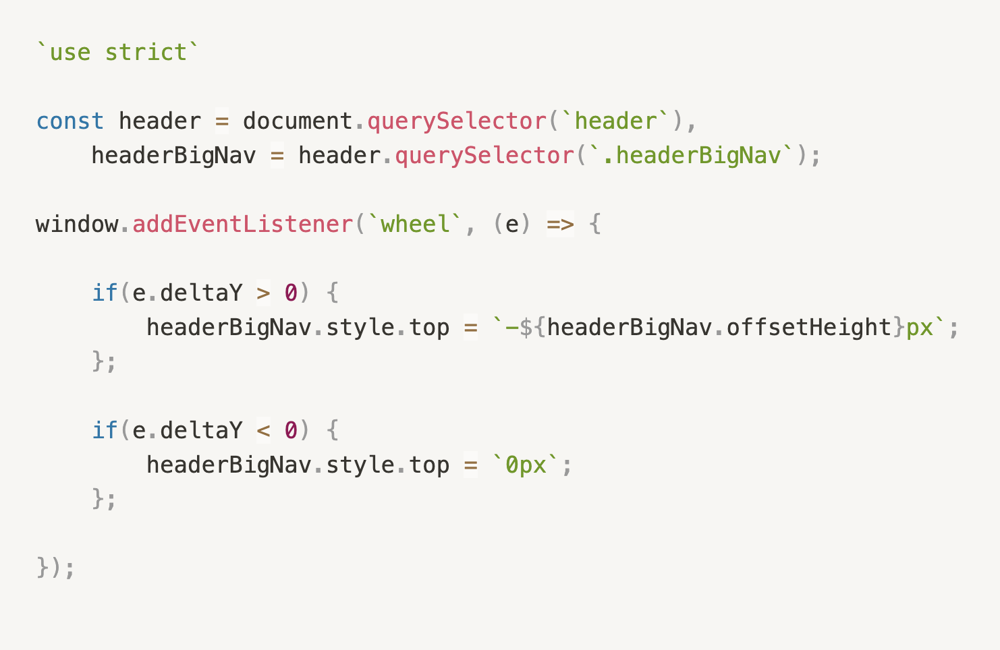 `use strict`
const header = document.querySelector(`header`),
    headerBigNav = header.querySelector(`.headerBigNav`);
window.addEventListener(`wheel`, (e) => {
    if(e.deltaY > 0) {
        headerBigNav.style.top = `-${headerBigNav.offsetHeight}px`;
    };
    if(e.deltaY < 0) {
        headerBigNav.style.top = `0px`;
    };
});